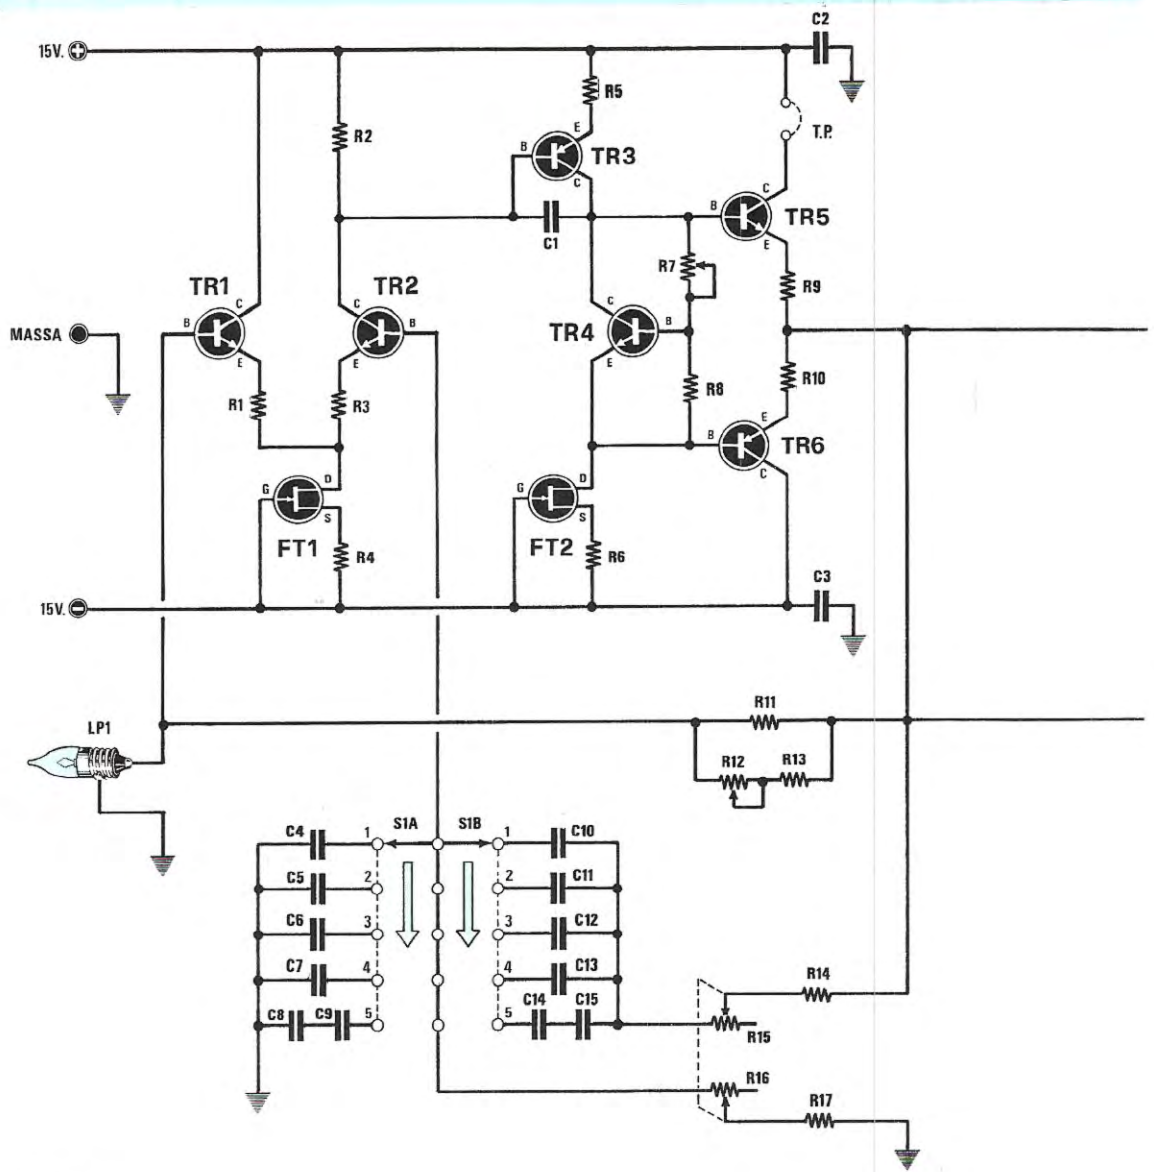 C2
15V. +
R5
R2
E
B
TR3
T.P.
C
C
B
TR5
C1
E
R7
TR1
TR2
R9
C
C
C
MASSA
B
B
TR4
B
E
E
E
R10
R1
R3
R8
E
B
TR6
D
D
C
G
G
S
S
FT1
R4
FT2
R6
C3
15V. −
R11
LP1
R12
R13
C4
1
S1A
S1B
1
C10
C5
2
2
C11
C6
3
3
C12
C7
4
4
C13
R14
C8
C9
5
5
C14
C15
R15
R16
R17